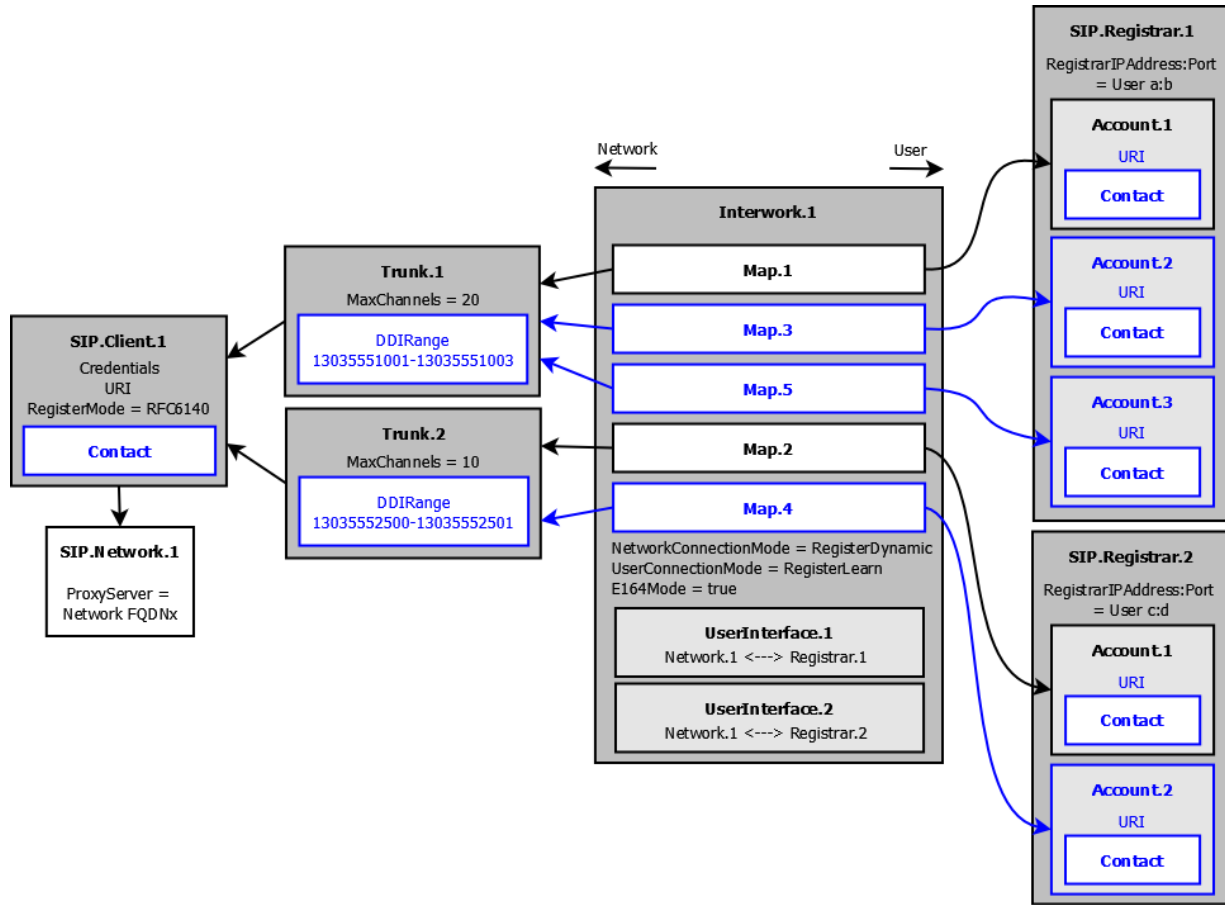 SIP.Client.1
Credentials
URI
RegisterMode = RFC6140
Contact
SIP.Network.1
ProxyServer =
Network FQDNx
Trunk.1
MaxChannels = 20
DDIRange
13035551001-13035551003
Trunk.2
MaxChannels = 10
DDIRange
13035552500-13035552501
Network
User
Interwork.1
Map.1
Map.3
Map.5
Map.2
Map.4
NetworkConnectionMode = RegisterDynamic
UserConnectionMode = RegisterLearn
E164Mode = true
UserInterface.1
Network.1 <---> Registrar.1
UserInterface.2
Network.1 <---> Registrar.2
SIP.Registrar.1
RegistrarIPAddress:Port
= User a:b
Account.1
URI
Contact
Account.2
URI
Contact
Account.3
URI
Contact
SIP.Registrar.2
RegistrarIPAddress:Port
= User c:d
Account.1
URI
Contact
Account.2
URI
Contact